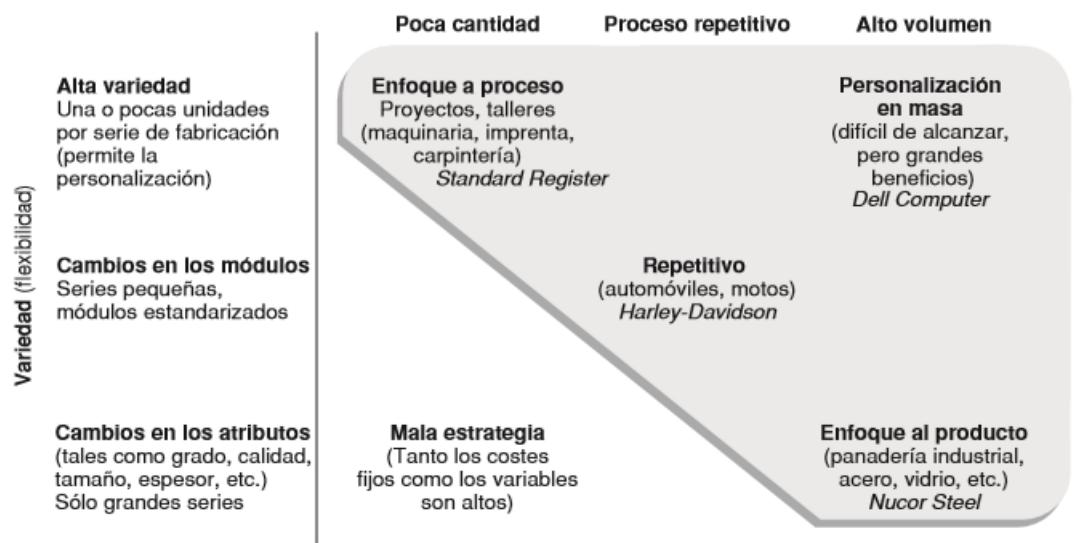 Poca cantidad
Proceso repetitivo
Alto volumen
Variedad (flexibilidad)
Alta variedad
Una o pocas unidades
por serie de fabricación
(permite la
personalización)
Enfoque a proceso
Proyectos, talleres
(maquinaria, imprenta,
carpintería)
Standard Register
Personalización
en masa
(difícil de alcanzar,
pero grandes
beneficios)
Dell Computer
Cambios en los módulos
Series pequeñas,
módulos estandarizados
Repetitivo
(automóviles, motos)
Harley-Davidson
Cambios en los atributos
(tales como grado, calidad,
tamaño, espesor, etc.)
Sólo grandes series
Mala estrategia
(Tanto los costes
fijos como los variables
son altos)
Enfoque al producto
(panadería industrial,
acero, vidrio, etc.)
Nucor Steel